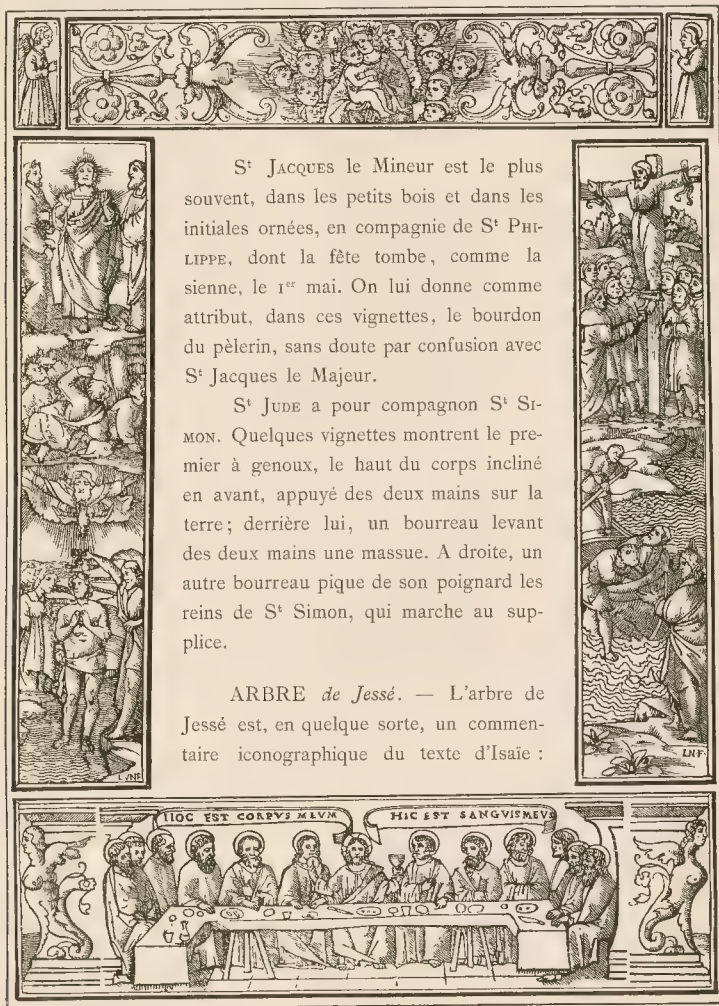 St JACQUES le Mineur est le plus
souvent, dans les petits bois et dans les
initiales ornées, en compagnie de St PHI-
LIPPE, dont la fête tombe, comme la
sienne, le 1er mai. On lui donne comme
attribut, dans ces vignettes, le bourdon
du pèlerin, sans doute par confusion avec
St Jacques le Majeur.
St JUDE a pour compagnon St SI-
MON. Quelques vignettes montrent le pre-
mier à genoux, le haut du corps incliné
en avant, appuyé des deux mains sur la
terre; derrière lui, un bourreau levant
des deux mains une massue. A droite, un
autre bourreau pique de son poignard les
reins de St Simon, qui marche au sup-
plice.
ARBRE de Jessé. — L'arbre de
Jessé est, en quelque sorte, un commen-
taire iconographique du texte d'Isaïe :
L·N·F·
HOC EST CORPVS MEVM
HIC EST SANGVISMEVS